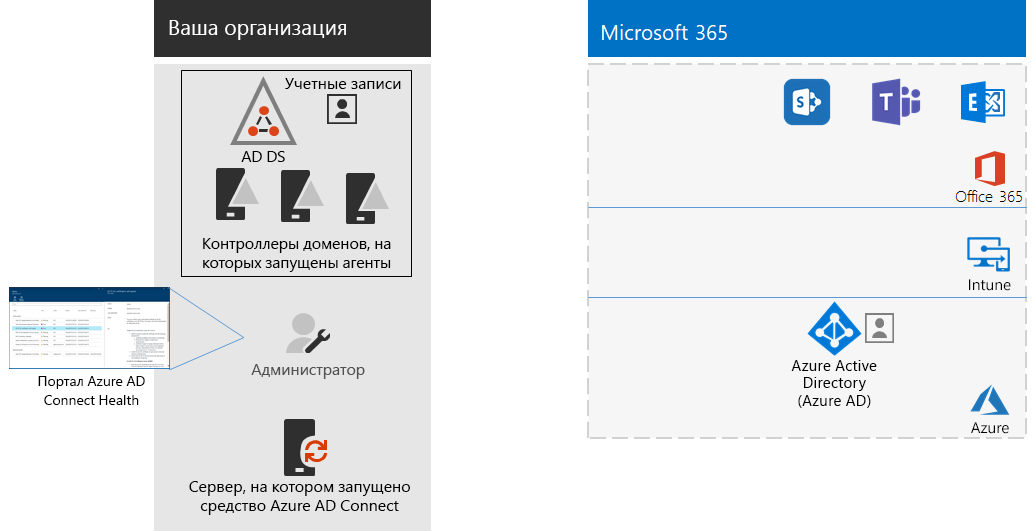 Ваша организация
Учетные записи
AD DS
Контроллеры доменов, на
которых запущены агенты
Портал Azure AD
Connect Health
Администратор
Сервер, на котором запущено
средство Azure AD Connect
Microsoft 365
S
T
E
Office 365
Intune
Azure Active
Directory
(Azure AD)
Azure